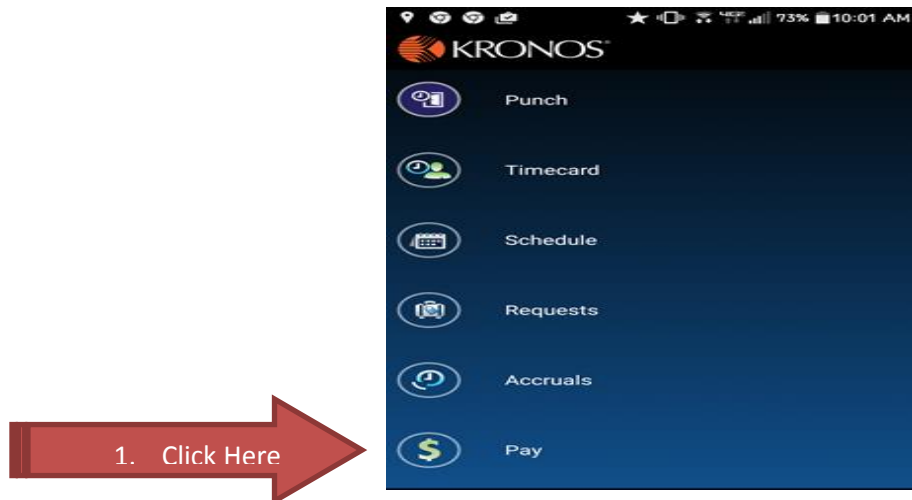 73% 10:01 AM
KRONOS
Punch
Timecard
Schedule
Requests
Accruals
1. Click Here
Pay